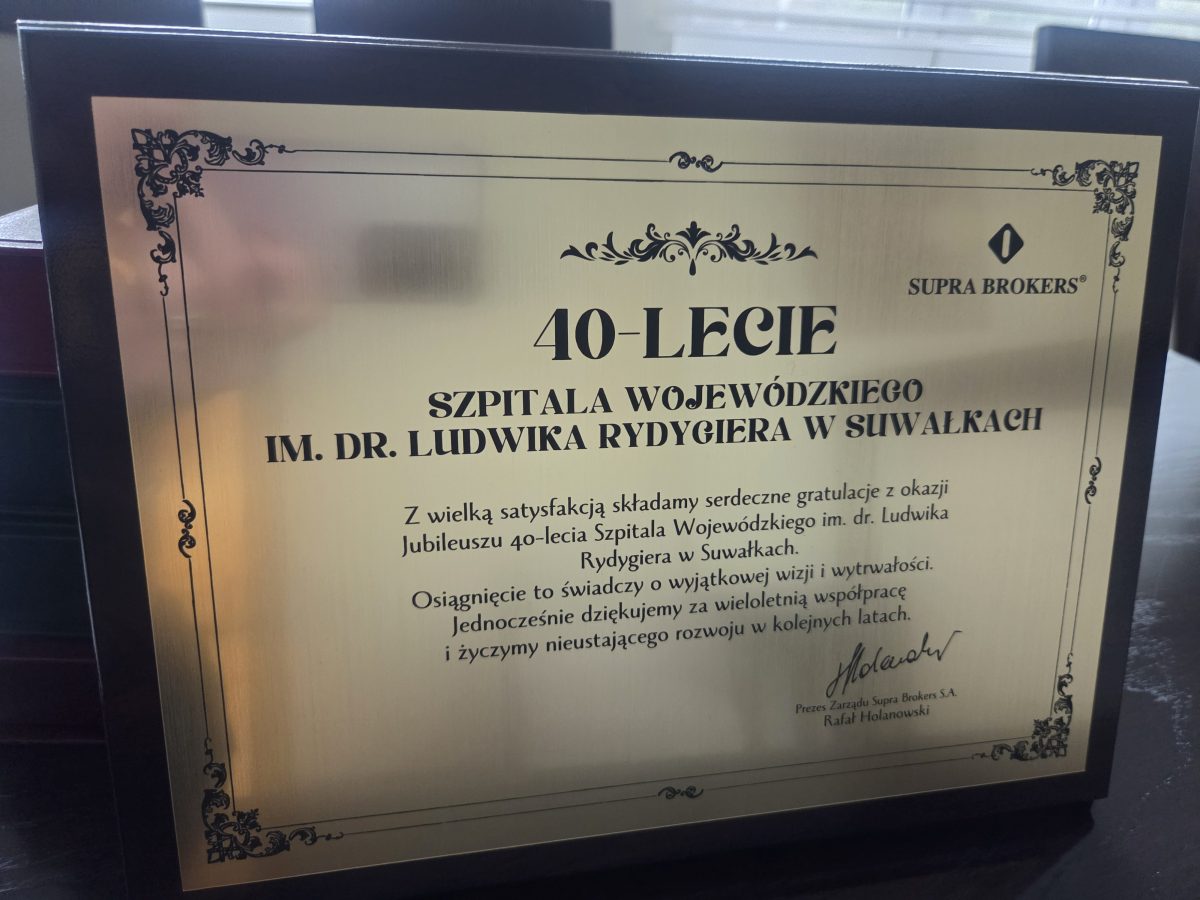 SUPRA BROKERS®
40-LECIE
SZPITALA WOJEWÓDZKIEGO
IM. DR. LUDWIKA RYDYGIERA W SUWAŁKACH
Z wielką satysfakcją składamy serdeczne gratulacje z okazji
Jubileuszu 40-lecia Szpitala Wojewódzkiego im. dr. Ludwika
Rydygiera w Suwałkach.
Osiągnięcie to świadczy o wyjątkowej wizji i wytrwałości.
Jednocześnie dziękujemy za wieloletnią współpracę
i życzymy nieustającego rozwoju w kolejnych latach.
Prezes Zarządu Supra Brokers S.A.
Rafał Holanowski